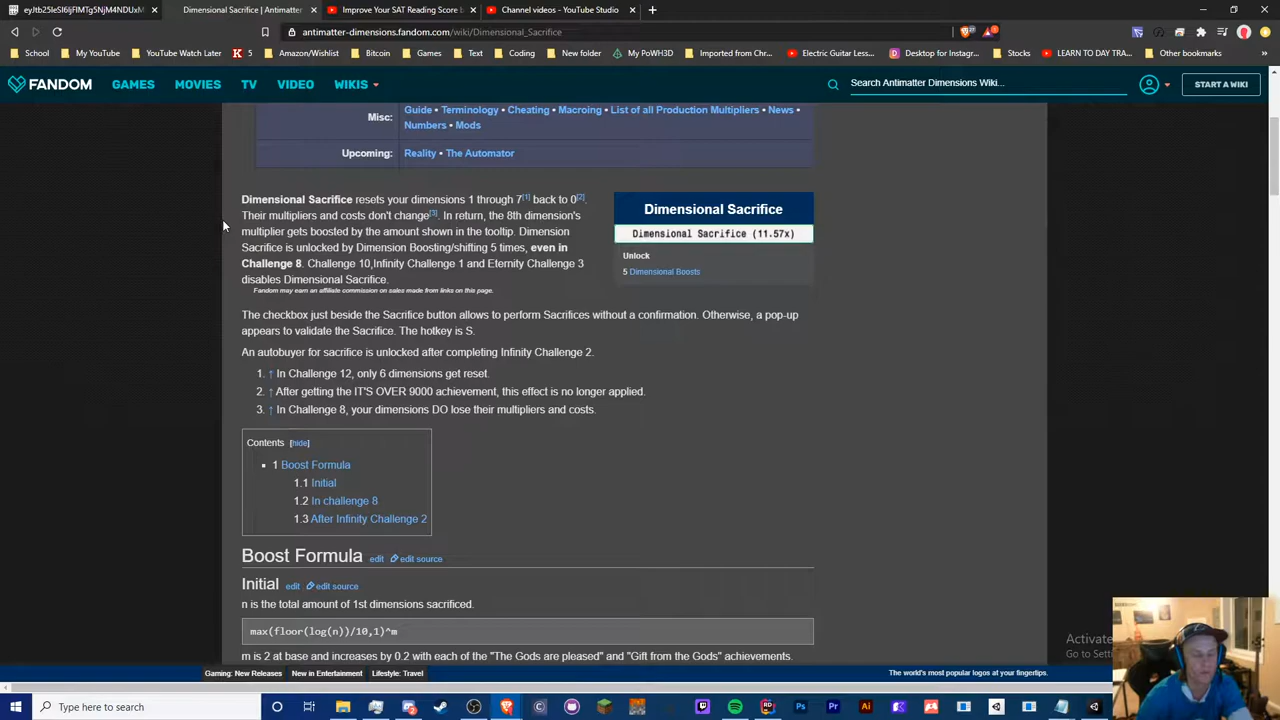 eyJtb25leSI6IjFIMTg5NjM4NDUxM
Dimensional Sacrifice | Antimatter
Improve Your SAT Reading Score
Channel videos - YouTube Studio
antimatter-dimensions.fandom.com/wiki/Dimensional_Sacrifice
School
My YouTube
YouTube Watch Later
K 5
Amazon/Wishlist
Bitcoin
Games
Text
Coding
New folder
My PoWH3D
Imported from Chr...
Electric Guitar Less...
Desktop for Instagr...
Stocks
LEARN TO DAY TRA...
Other bookmarks
FANDOM GAMES MOVIES TV VIDEO WIKIS
Search Antimatter Dimensions Wiki...
START A WIKI
Misc: Guide • Terminology • Cheating • Macroing • List of all Production Multipliers • News •
Numbers • Mods
Upcoming: Reality • The Automator
Dimensional Sacrifice resets your dimensions 1 through 7[1] back to 0[2].
Their multipliers and costs don't change[3]. In return, the 8th dimension's
multiplier gets boosted by the amount shown in the tooltip. Dimension
Sacrifice is unlocked by Dimension Boosting/shifting 5 times, even in
Challenge 8. Challenge 10,Infinity Challenge 1 and Eternity Challenge 3
disables Dimensional Sacrifice.
Fandom may earn an affiliate commission on sales made from links on this page.
Dimensional Sacrifice
Dimensional Sacrifice (11.57x)
Unlock
5 Dimensional Boosts
The checkbox just beside the Sacrifice button allows to perform Sacrifices without a confirmation. Otherwise, a pop-up
appears to validate the Sacrifice. The hotkey is S.
An autobuyer for sacrifice is unlocked after completing Infinity Challenge 2.
1. ↑ In Challenge 12, only 6 dimensions get reset.
2. ↑ After getting the IT'S OVER 9000 achievement, this effect is no longer applied.
3. ↑ In Challenge 8, your dimensions DO lose their multipliers and costs.
Contents [hide]
1 Boost Formula
1.1 Initial
1.2 In challenge 8
1.3 After Infinity Challenge 2
Boost Formula edit edit source
Initial edit edit source
n is the total amount of 1st dimensions sacrificed.
max(floor(log(n))/10,1)^m
m is 2 at base and increases by 0.2 with each of the "The Gods are pleased" and "Gift from the Gods" achievements.
Activate
Go to Setti
Gaming: New Releases
New in Entertainment
Lifestyle: Travel
The world's most popular logos at your fingertips.
Type here to search